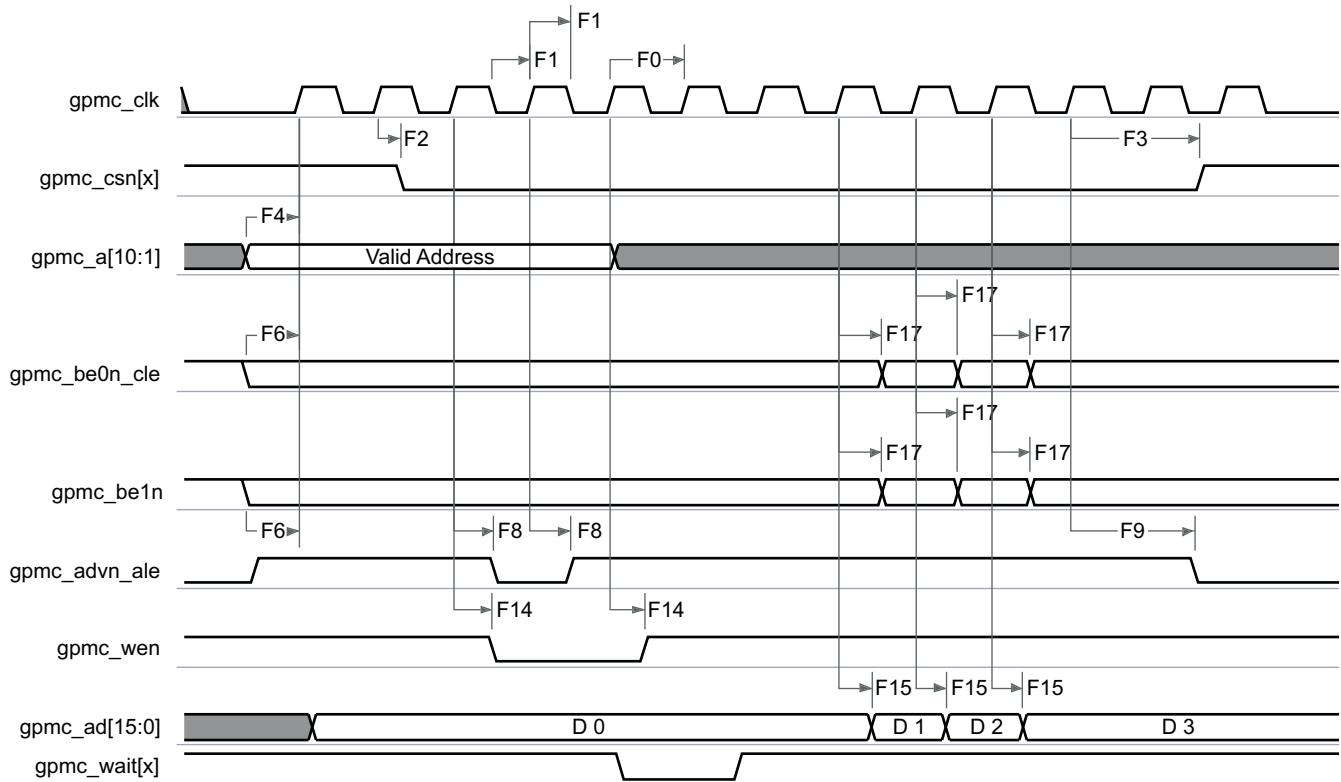 F1
F1
F0
gpmc_clk
F2
F3
gpmc_csn[x]
F4
gpmc_a[10:1]
Valid Address
F17
F6
F17
F17
gpmc_be0n_cle
F17
F17
F17
gpmc_be1n
F6
F8
F8
F9
gpmc_advn_ale
F14
F14
gpmc_wen
F15
F15
F15
gpmc_ad[15:0]
D 0
D 1
D 2
D 3
gpmc_wait[x]